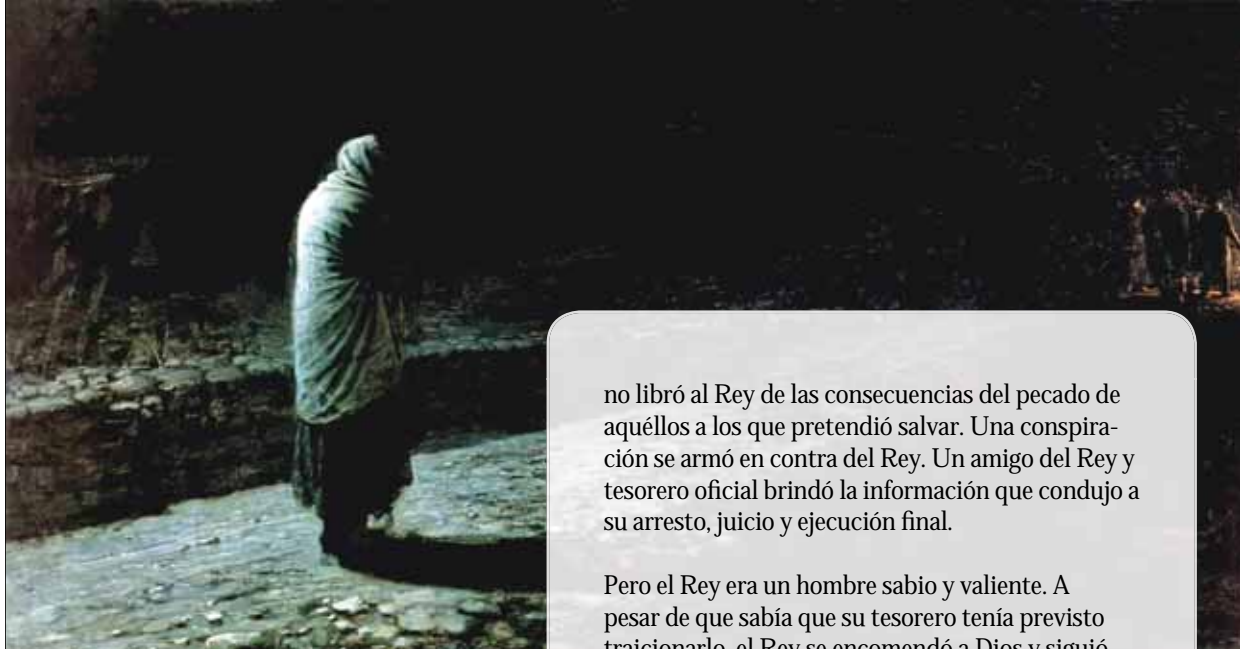 no libró al Rey de las consecuencias del pecado de
aquéllos a los que pretendió salvar. Una conspira-
ción se armó en contra del Rey. Un amigo del Rey y
tesorero oficial brindó la información que condujo a
su arresto, juicio y ejecución final.
Pero el Rey era un hombre sabio y valiente. A
pesar de que sabía que su tesorero tenía previsto
traicionarlo, el Rey se encomendó a Dios y siguió